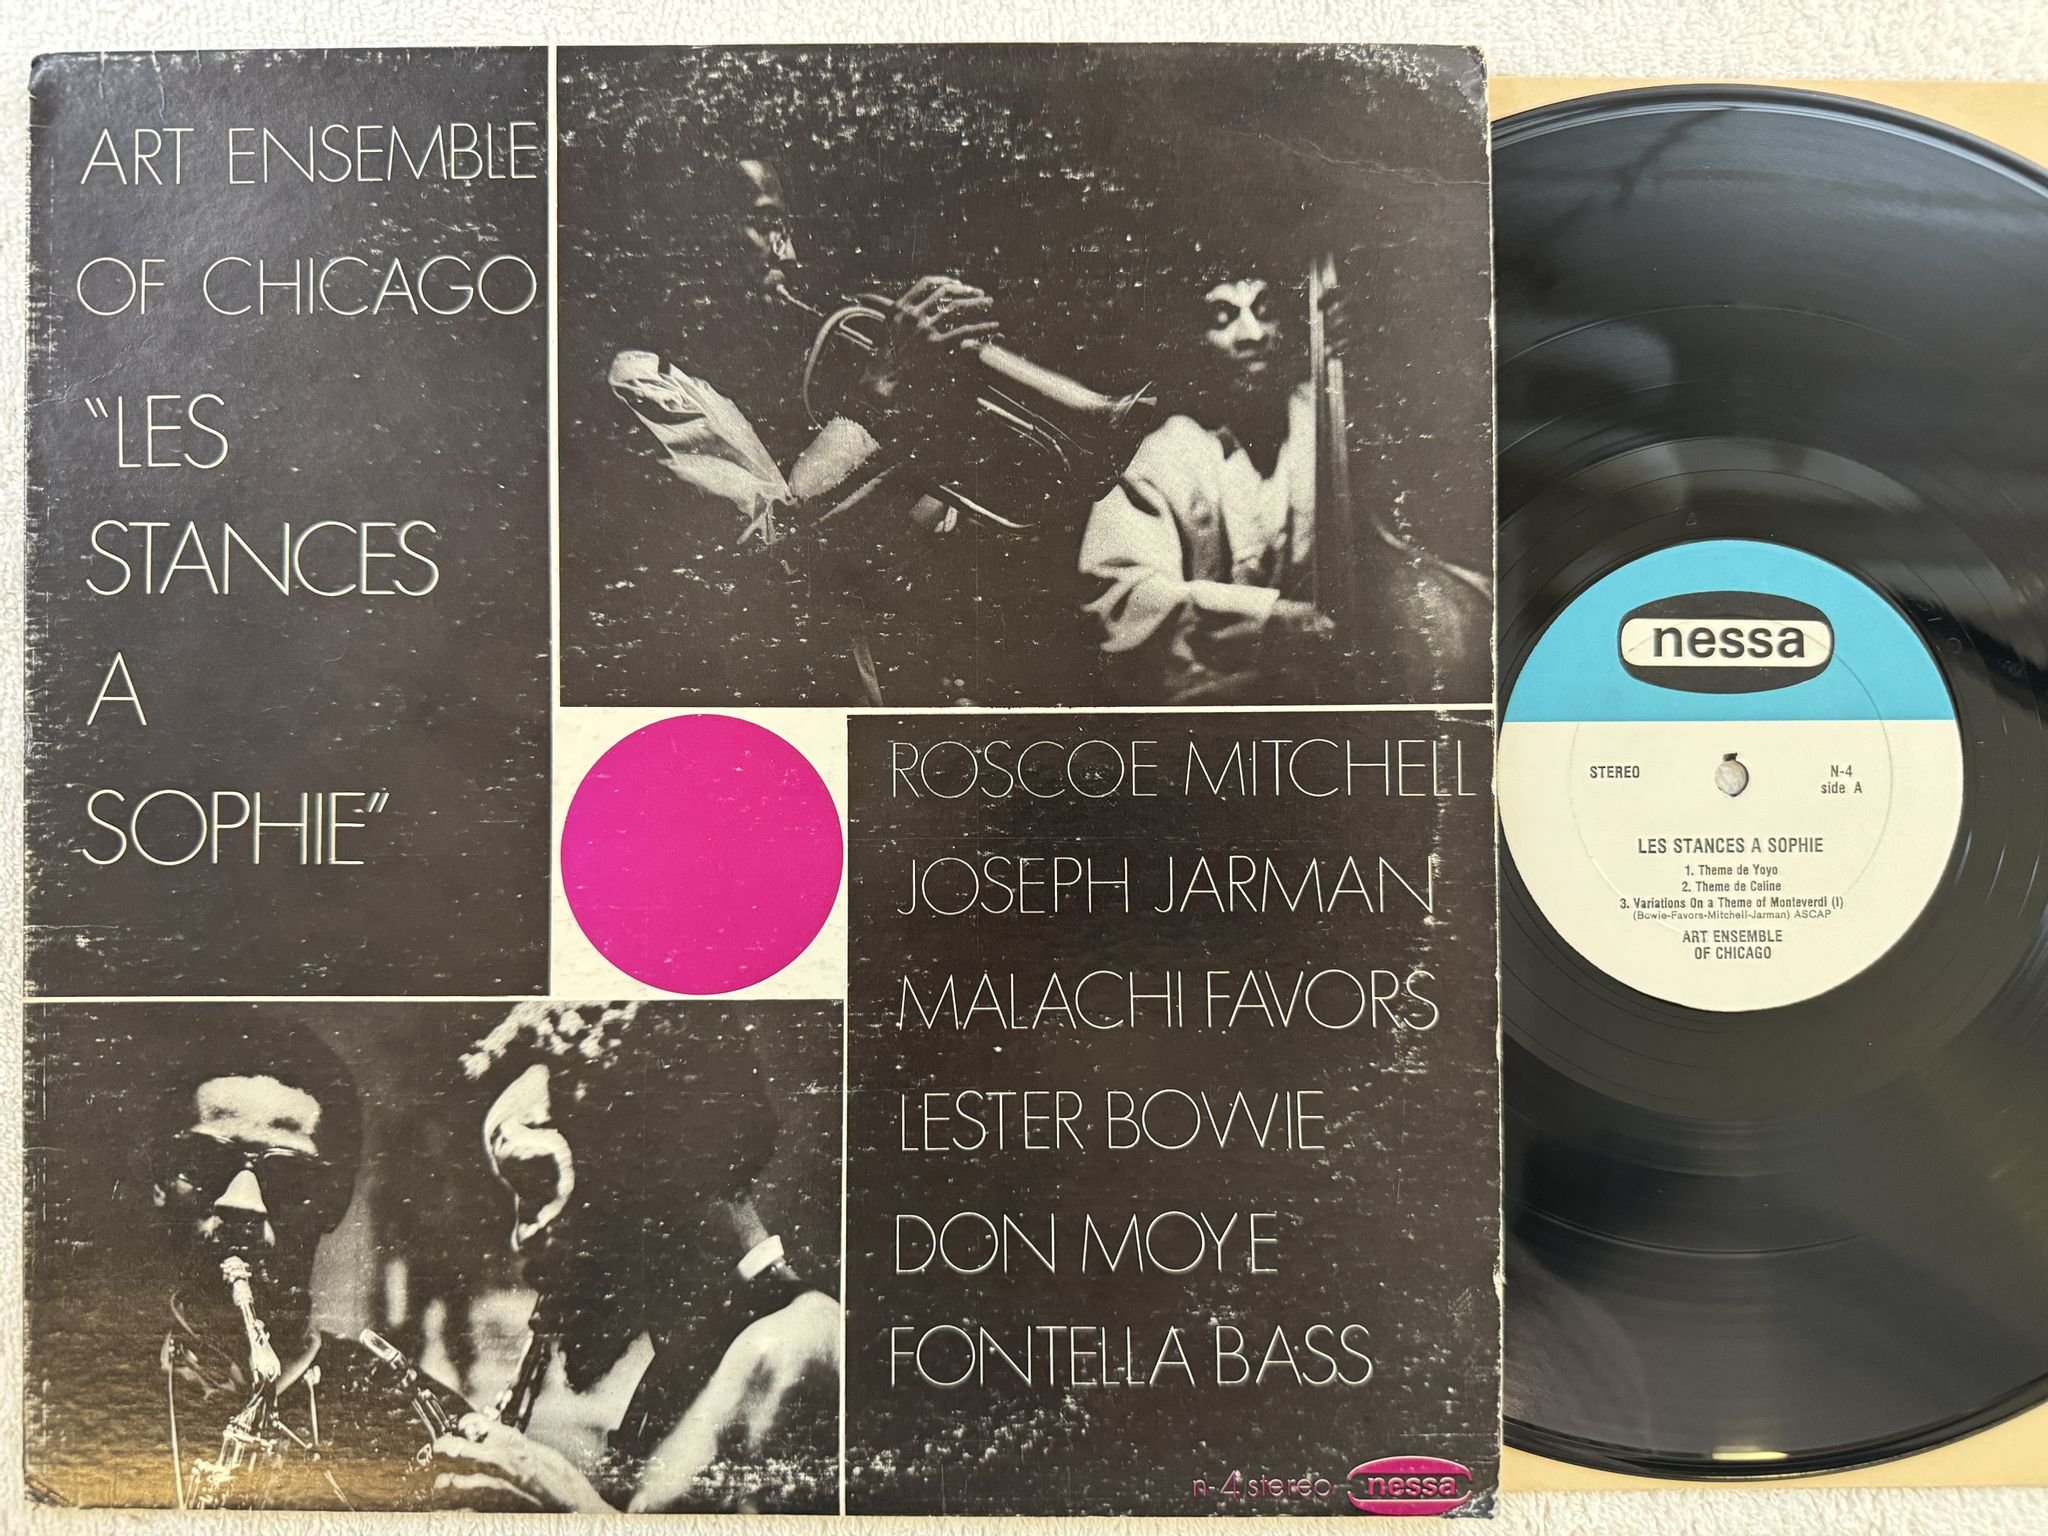 ART ENSEMBLE
OF CHICAGO
"LES
STANCES
A
SOPHIE"
ROSCOE MITCHELL
JOSEPH JARMAN
MALACHI FAVORS
LESTER BOWIE
DON MOYE
FONTELLA BASS
n-4 stereo nessa
nessa
STEREO
N-4
side A
LES STANCES A SOPHIE
1. Theme de Yoyo
2. Theme de Celine
3. Variations On a Theme of Monteverdi (I)
(Bowie-Favors-Mitchell-Jarman) ASCAP
ART ENSEMBLE
OF CHICAGO